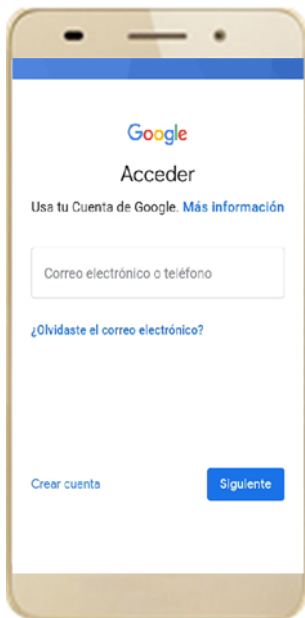 Google
Acceder
Usa tu Cuenta de Google. Más información
Correo electrónico o teléfono
¿Olvidaste el correo electrónico?
Crear cuenta
Siguiente